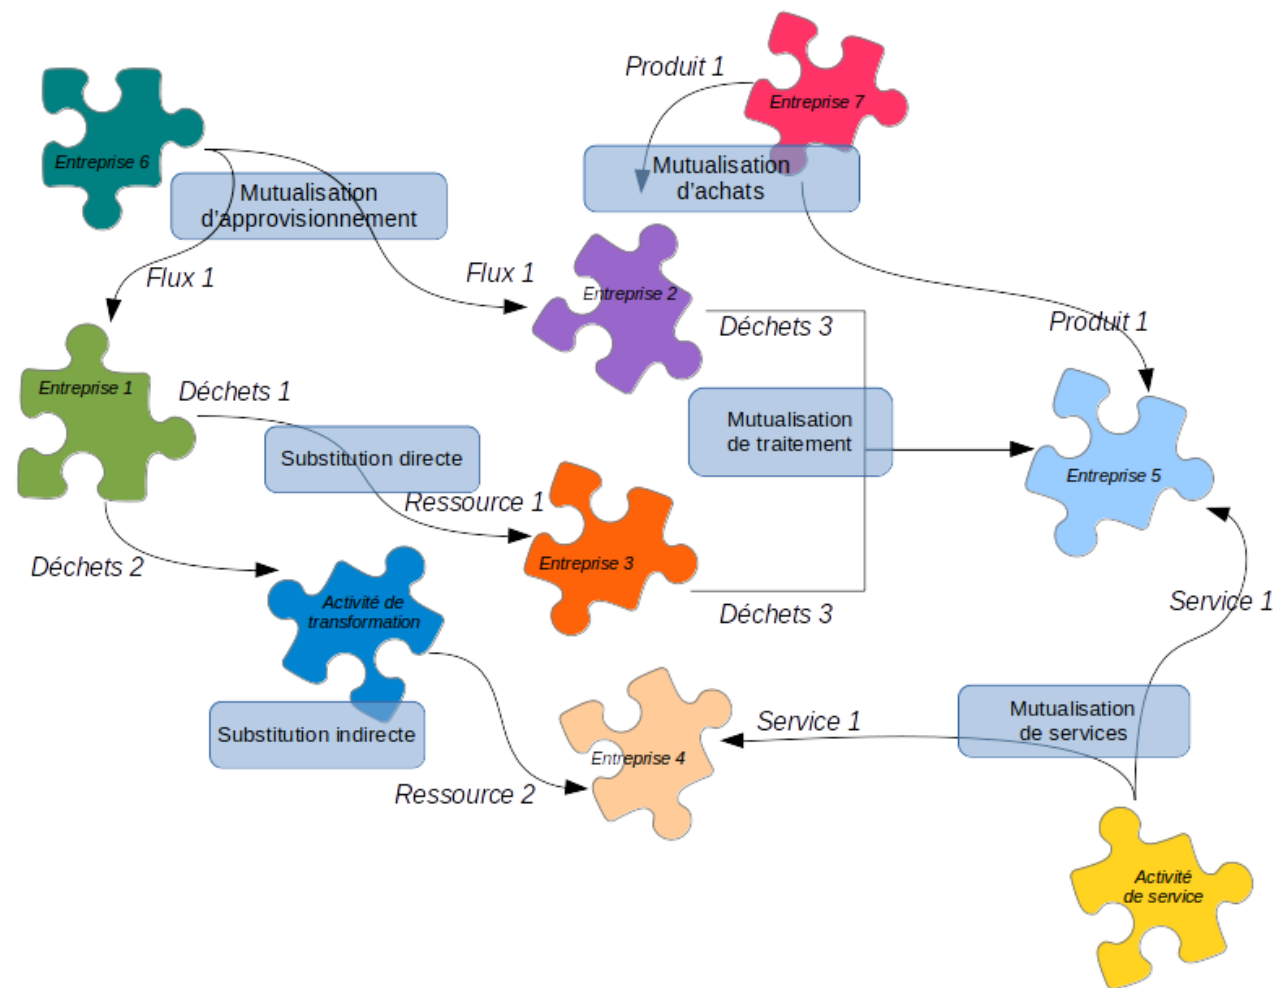 Produit 1
Entreprise 7
Entreprise 6
Mutualisation
d'achats
Mutualisation
d'approvisionnement
Flux 1
Flux 1
Entreprise 2
Déchets 3
Produit 1
Entreprise 1
Déchets 1
Mutualisation
de traitement
Substitution directe
Entreprise 5
Ressource 1
Déchets 2
Entreprise 3
Activité de
transformation
Déchets 3
Service 1
Substitution indirecte
Service 1
Mutualisation
de services
Entreprise 4
Ressource 2
Activité
de service